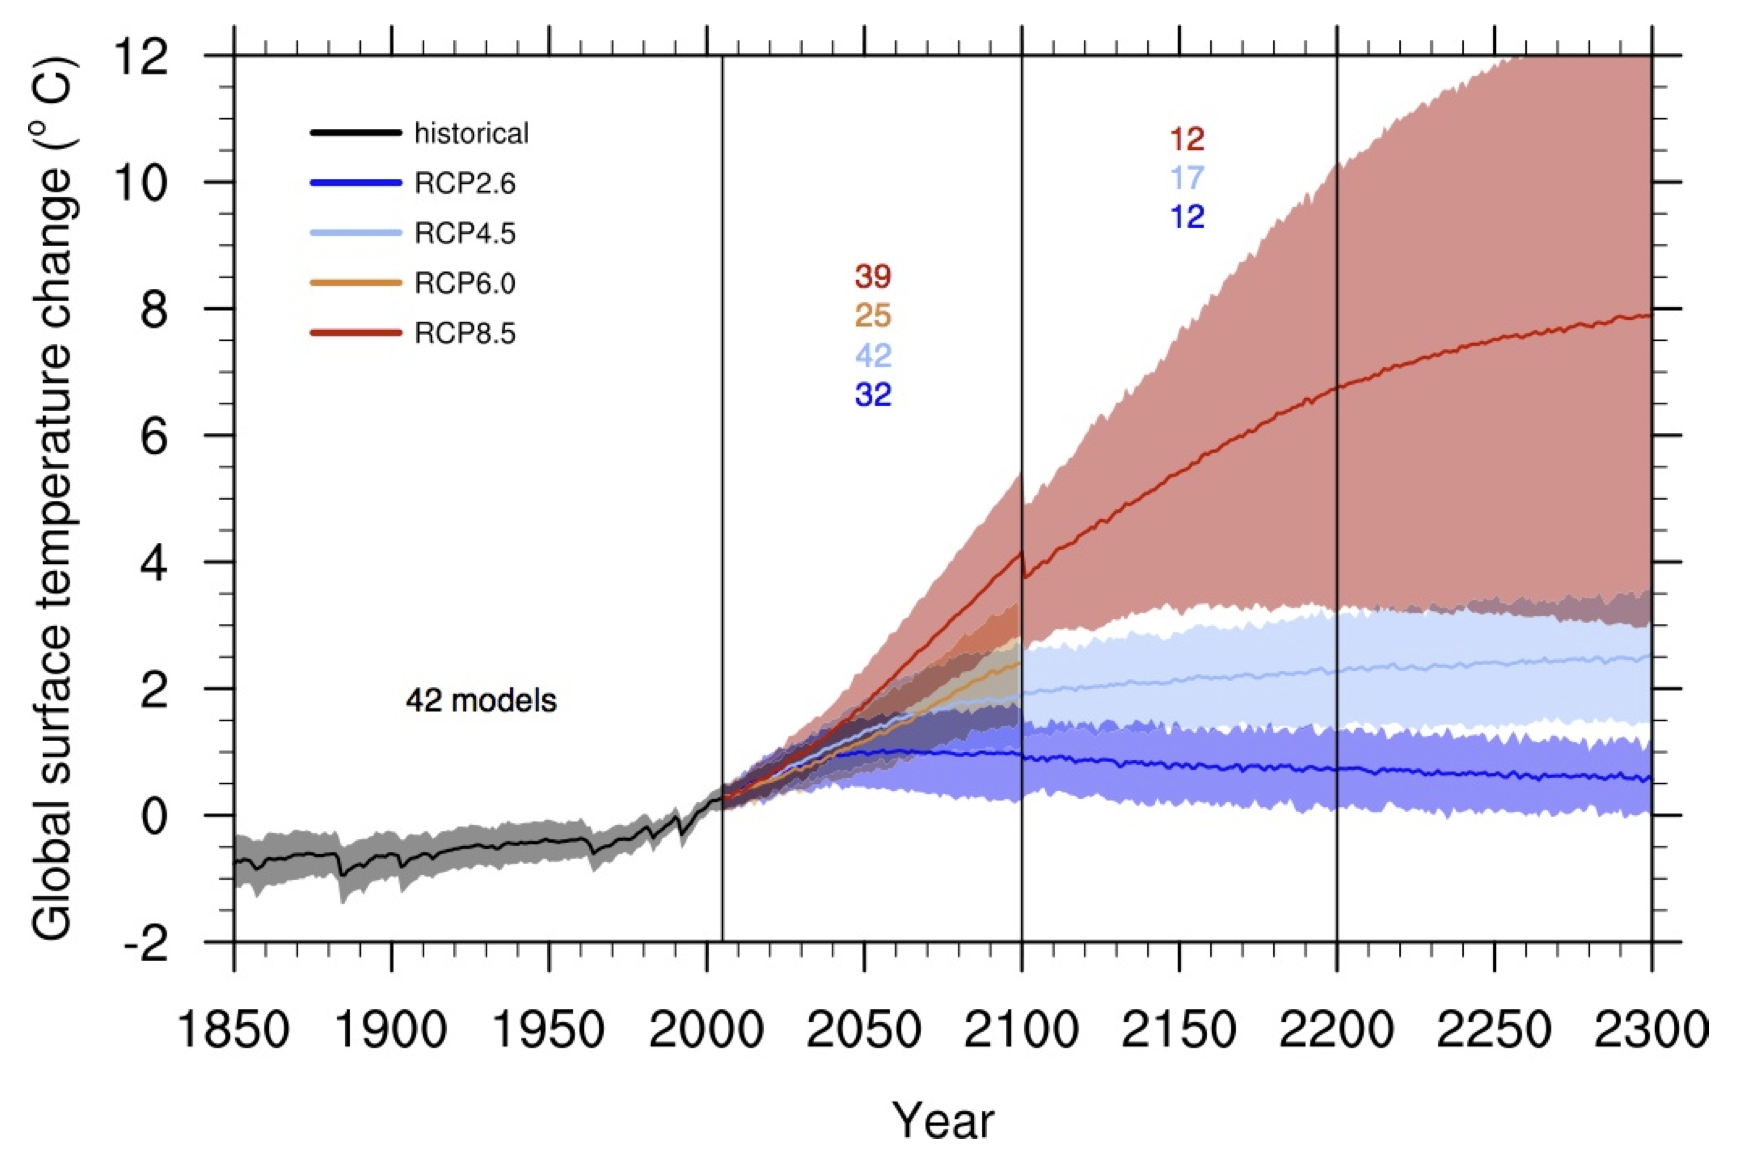 Global surface temperature change (° C)
12
10
8
6
4
2
0
-2
historical
RCP2.6
RCP4.5
RCP6.0
RCP8.5
42 models
39
25
42
32
12
17
12
1850 1900 1950 2000 2050 2100 2150 2200 2250 2300
Year